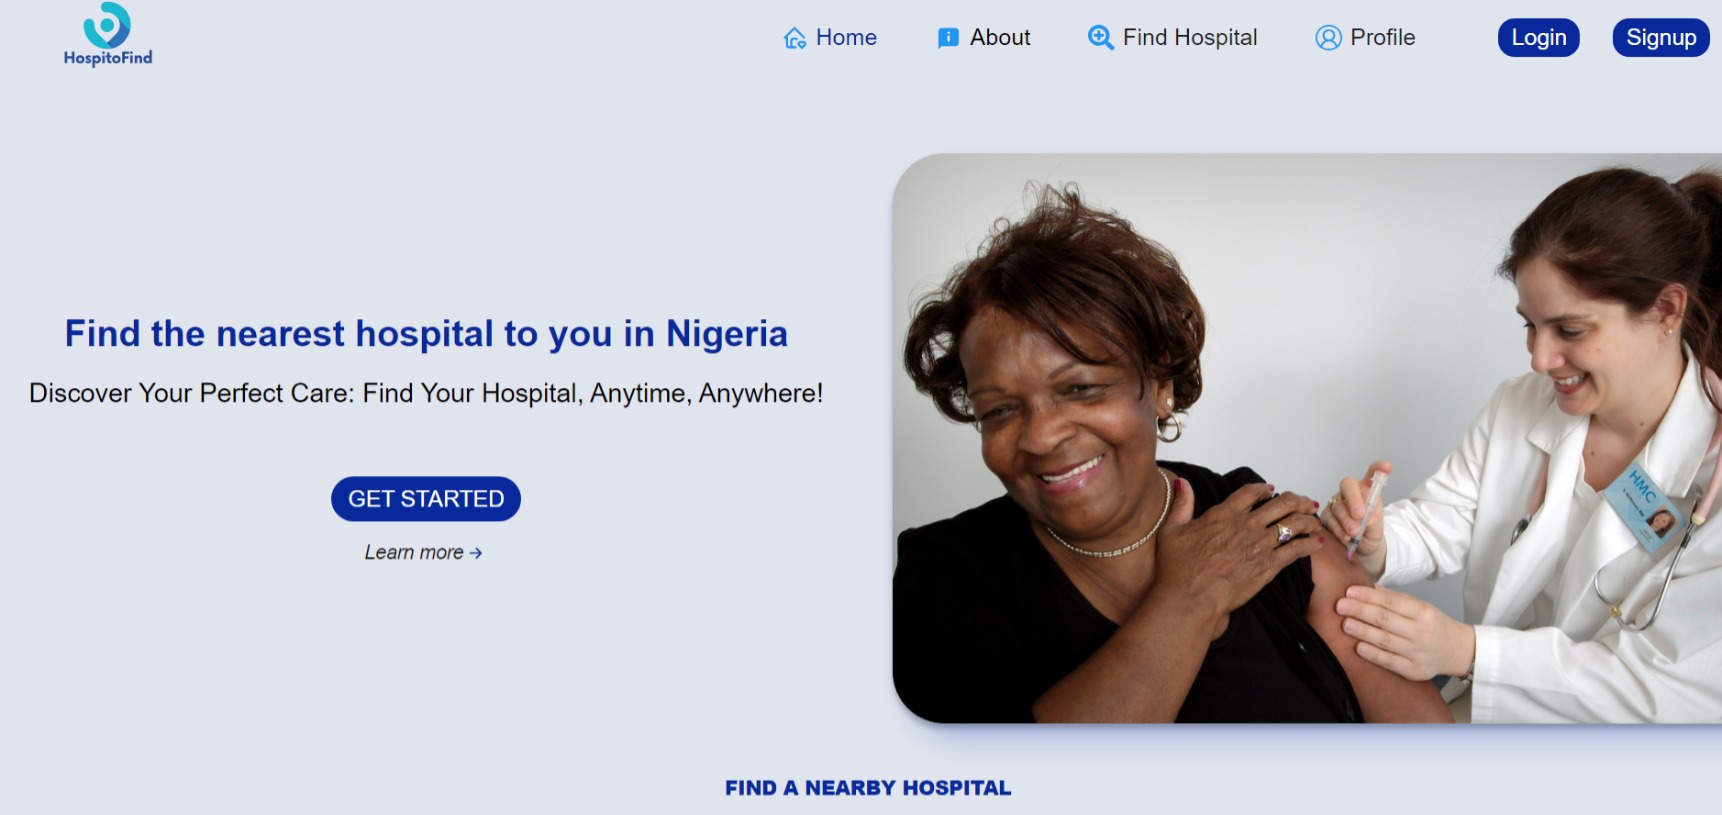 HospitoFind
Home
About
Find Hospital
Profile
Login
Signup
Find the nearest hospital to you in Nigeria
Discover Your Perfect Care: Find Your Hospital, Anytime, Anywhere!
GET STARTED
Learn more →
HMC
FIND A NEARBY HOSPITAL